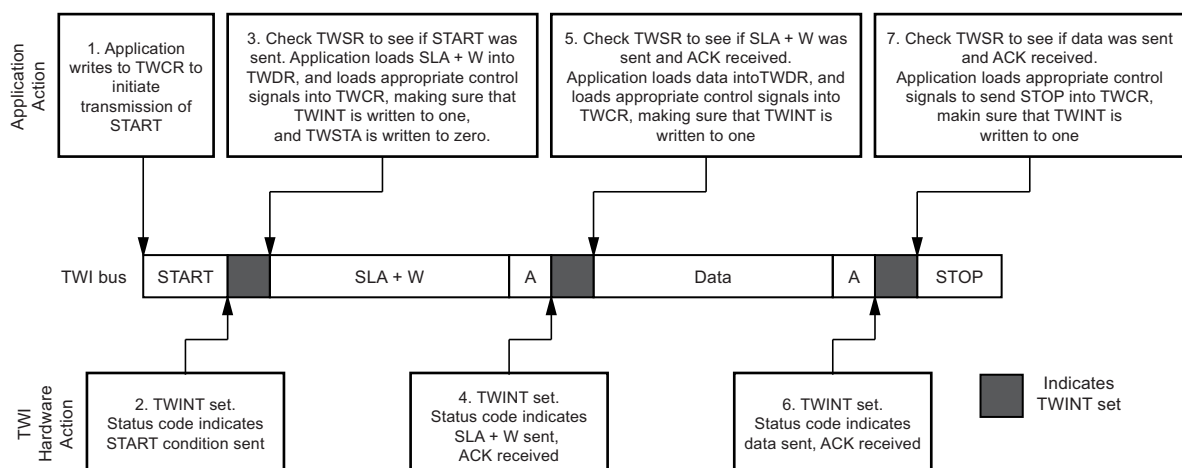 Application
Action
1. Application
writes to TWCR to
initiate
transmission of
START
3. Check TWSR to see if START was
sent. Application loads SLA + W into
TWDR, and loads appropriate control
signals into TWCR, making sure that
TWINT is written to one,
and TWSTA is written to zero.
5. Check TWSR to see if SLA + W was
sent and ACK received.
Application loads data intoTWDR, and
loads appropriate control signals into
TWCR, making sure that TWINT is
written to one
7. Check TWSR to see if data was sent
and ACK received.
Application loads appropriate control
signals to send STOP into TWCR,
makin sure that TWINT is
written to one
TWI bus
START
SLA + W
A
Data
A
STOP
TWI
Hardware
Action
2. TWINT set.
Status code indicates
START condition sent
4. TWINT set.
Status code indicates
SLA + W sent,
ACK received
6. TWINT set.
Status code indicates
data sent, ACK received
Indicates
TWINT set